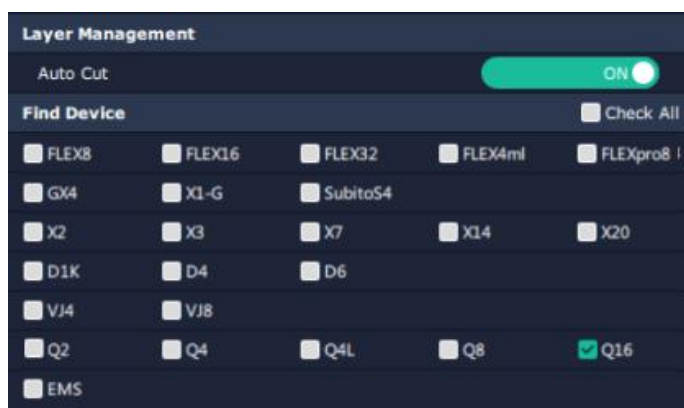 Layer Management
Auto Cut ON
Find Device Check All
FLEX8 FLEX16 FLEX32 FLEX4ml FLEXpro8
GX4 X1-G SubitoS4
X2 X3 X7 X14 X20
D1K D4 D6
VJ4 VJ8
Q2 Q4 Q4L Q8 Q16
EMS